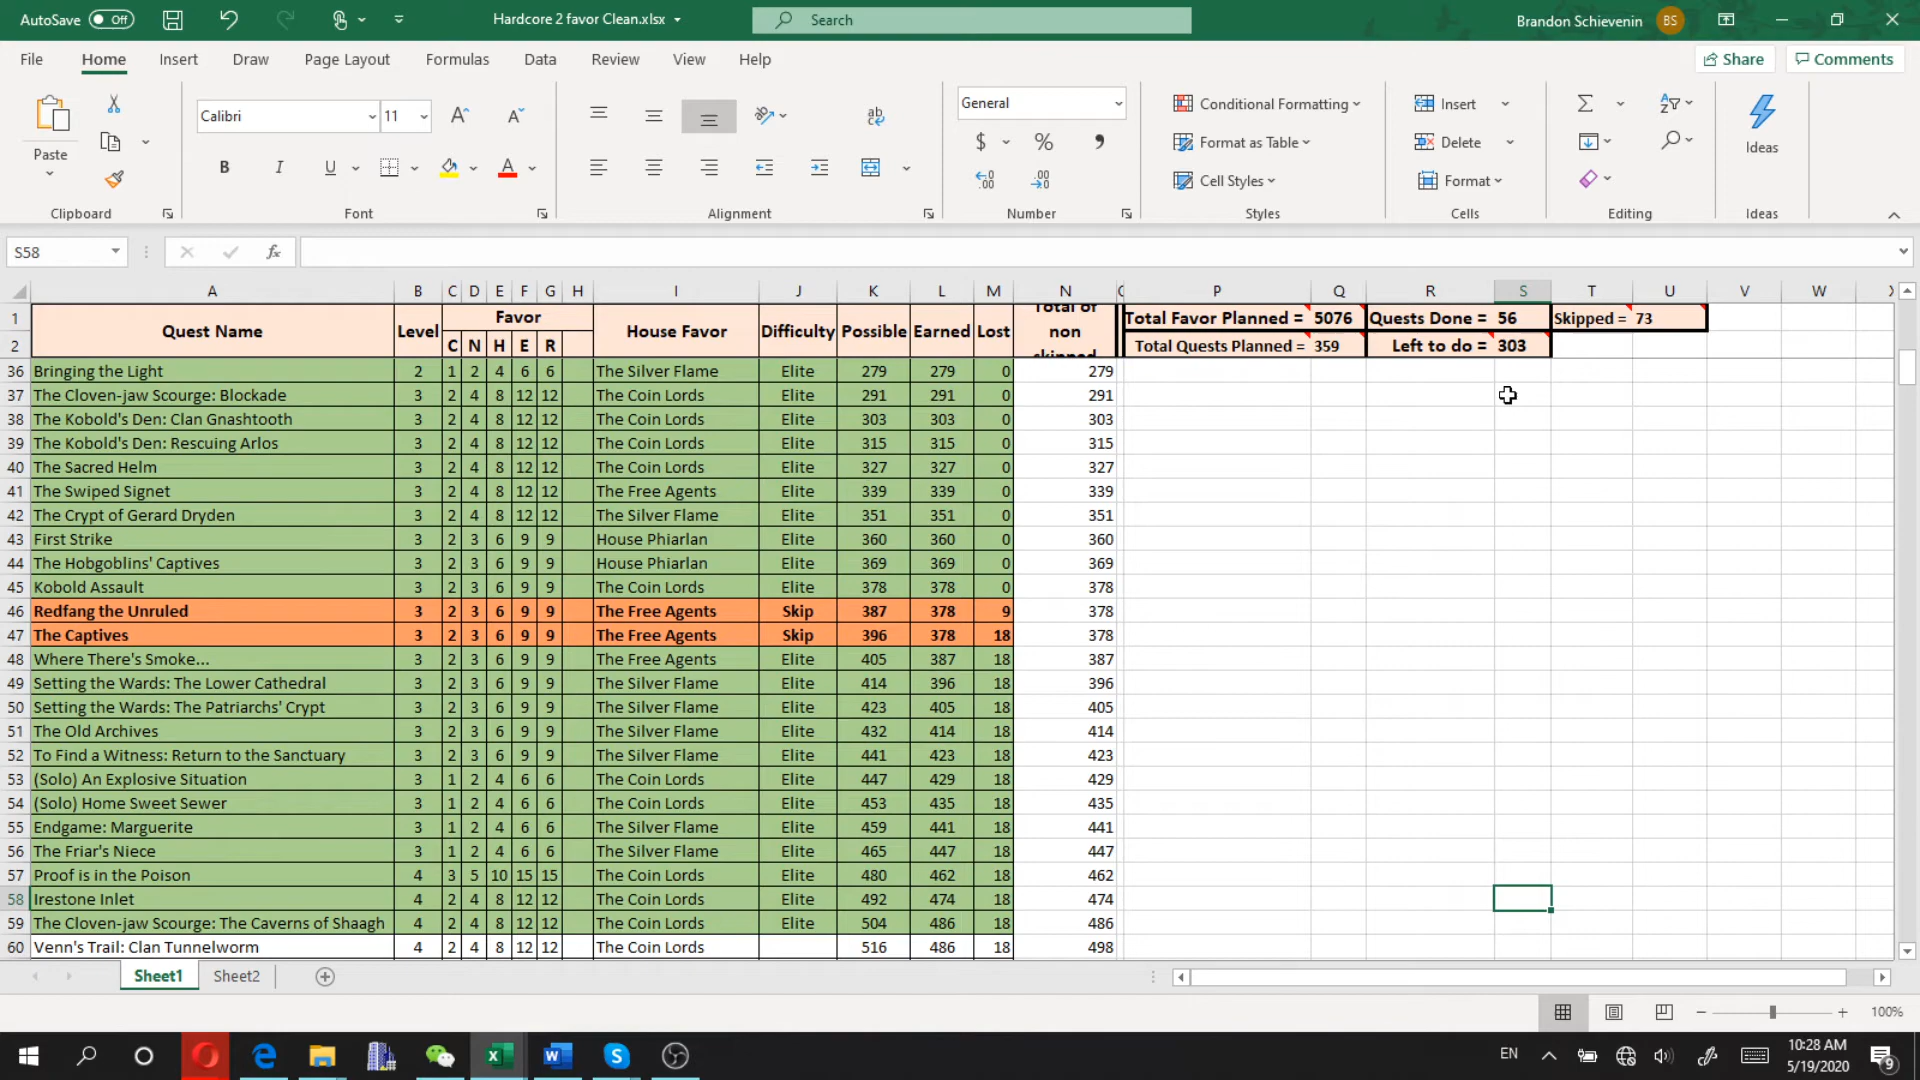 AutoSave Off Hardcore 2 favor Clean.xlsx Search Brandon Schievenin BS
File Home Insert Draw Page Layout Formulas Data Review View Help Share Comments
Calibri 11 General Conditional Formatting Insert
Paste $ % Format as Table Delete Ideas
B I U A Cell Styles Format
Clipboard Font Alignment Number Styles Cells Editing Ideas
S58 fx
A B C D E F G H I J K L M N P Q R S T U V W
1 Quest Name Level Favor House Favor Difficulty Possible Earned Lost Total of non Total Favor Planned = 5076 Quests Done = 56 Skipped = 73
2 C N H E R Total Quests Planned = 359 Left to do = 303
36 Bringing the Light 2 1 2 4 6 6 The Silver Flame Elite 279 279 0 279
37 The Cloven-jaw Scourge: Blockade 3 2 4 8 12 12 The Coin Lords Elite 291 291 0 291
38 The Kobold's Den: Clan Gnashtooth 3 2 4 8 12 12 The Coin Lords Elite 303 303 0 303
39 The Kobold's Den: Rescuing Arlos 3 2 4 8 12 12 The Coin Lords Elite 315 315 0 315
40 The Sacred Helm 3 2 4 8 12 12 The Coin Lords Elite 327 327 0 327
41 The Swiped Signet 3 2 4 8 12 12 The Free Agents Elite 339 339 0 339
42 The Crypt of Gerard Dryden 3 2 4 8 12 12 The Silver Flame Elite 351 351 0 351
43 First Strike 3 2 3 6 9 9 House Phiarlan Elite 360 360 0 360
44 The Hobgoblins' Captives 3 2 3 6 9 9 House Phiarlan Elite 369 369 0 369
45 Kobold Assault 3 2 3 6 9 9 The Coin Lords Elite 378 378 0 378
46 Redfang the Unruled 3 2 3 6 9 9 The Free Agents Skip 387 378 9 378
47 The Captives 3 2 3 6 9 9 The Free Agents Skip 396 378 18 378
48 Where There's Smoke... 3 2 3 6 9 9 The Free Agents Elite 405 387 18 387
49 Setting the Wards: The Lower Cathedral 3 2 3 6 9 9 The Silver Flame Elite 414 396 18 396
50 Setting the Wards: The Patriarchs' Crypt 3 2 3 6 9 9 The Silver Flame Elite 423 405 18 405
51 The Old Archives 3 2 3 6 9 9 The Silver Flame Elite 432 414 18 414
52 To Find a Witness: Return to the Sanctuary 3 2 3 6 9 9 The Silver Flame Elite 441 423 18 423
53 (Solo) An Explosive Situation 3 1 2 4 6 6 The Coin Lords Elite 447 429 18 429
54 (Solo) Home Sweet Sewer 3 1 2 4 6 6 The Coin Lords Elite 453 435 18 435
55 Endgame: Marguerite 3 1 2 4 6 6 The Silver Flame Elite 459 441 18 441
56 The Friar's Niece 3 1 2 4 6 6 The Silver Flame Elite 465 447 18 447
57 Proof is in the Poison 4 3 5 10 15 15 The Coin Lords Elite 480 462 18 462
58 Irestone Inlet 4 2 4 8 12 12 The Coin Lords Elite 492 474 18 474
59 The Cloven-jaw Scourge: The Caverns of Shaagh 4 2 4 8 12 12 The Coin Lords Elite 504 486 18 486
60 Venn's Trail: Clan Tunnelworm 4 2 4 8 12 12 The Coin Lords 516 486 18 498
Sheet1 Sheet2
100%
EN 10:28 AM
5/19/2020 9